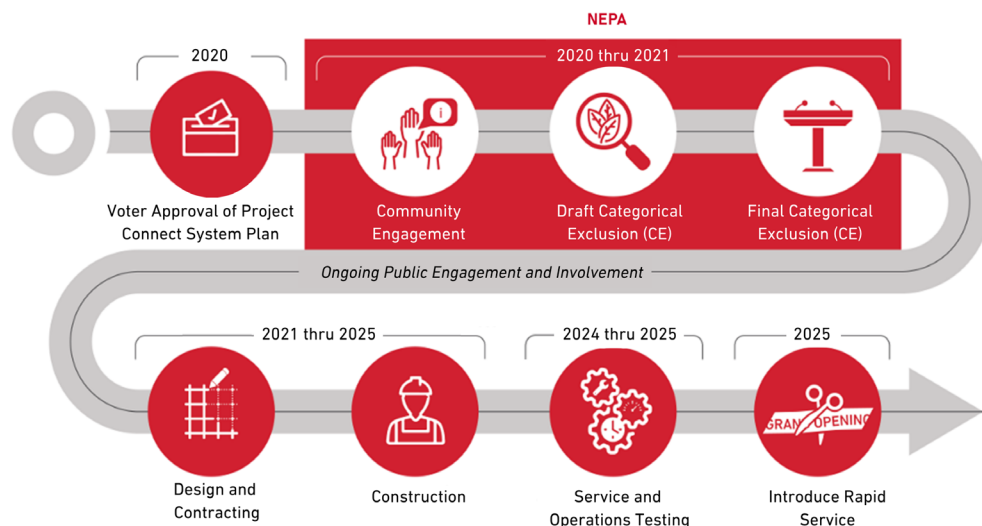 NEPA
2020
2020 thru 2021
i
Voter Approval of Project
Connect System Plan
Community
Engagement
Draft Categorical
Exclusion (CE)
Final Categorical
Exclusion (CE)
Ongoing Public Engagement and Involvement
2021 thru 2025
2024 thru 2025
2025
GRAND OPENING
Design and
Contracting
Construction
Service and
Operations Testing
Introduce Rapid
Service